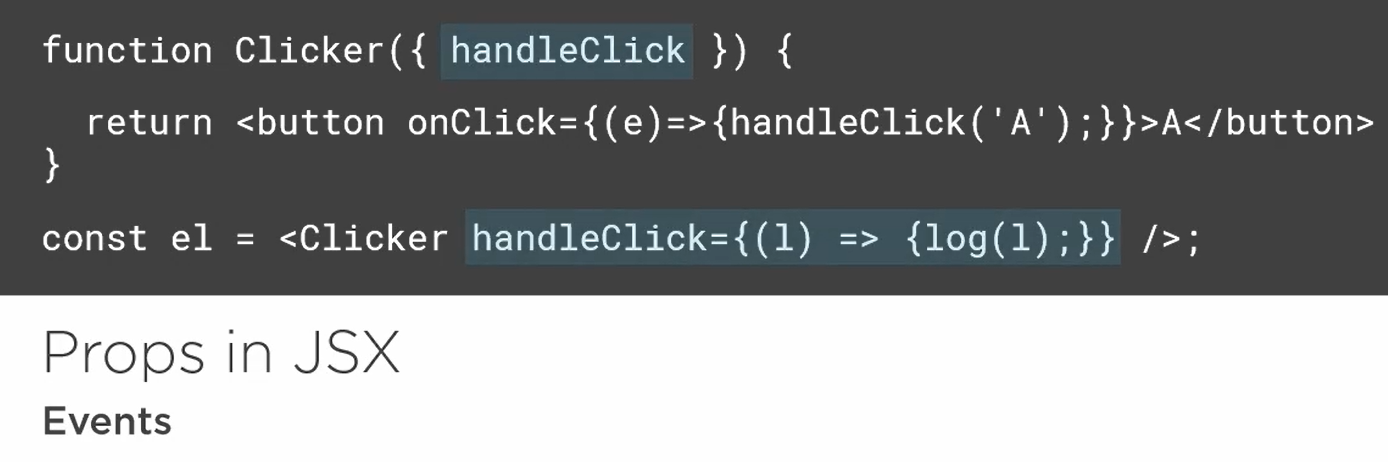 function Clicker({ handleClick }) {
  return <button onClick={(e)=>{handleClick('A');}}>A</button>
}
const el = <Clicker handleClick={(l) => {log(l);}} />;
Props in JSX
Events